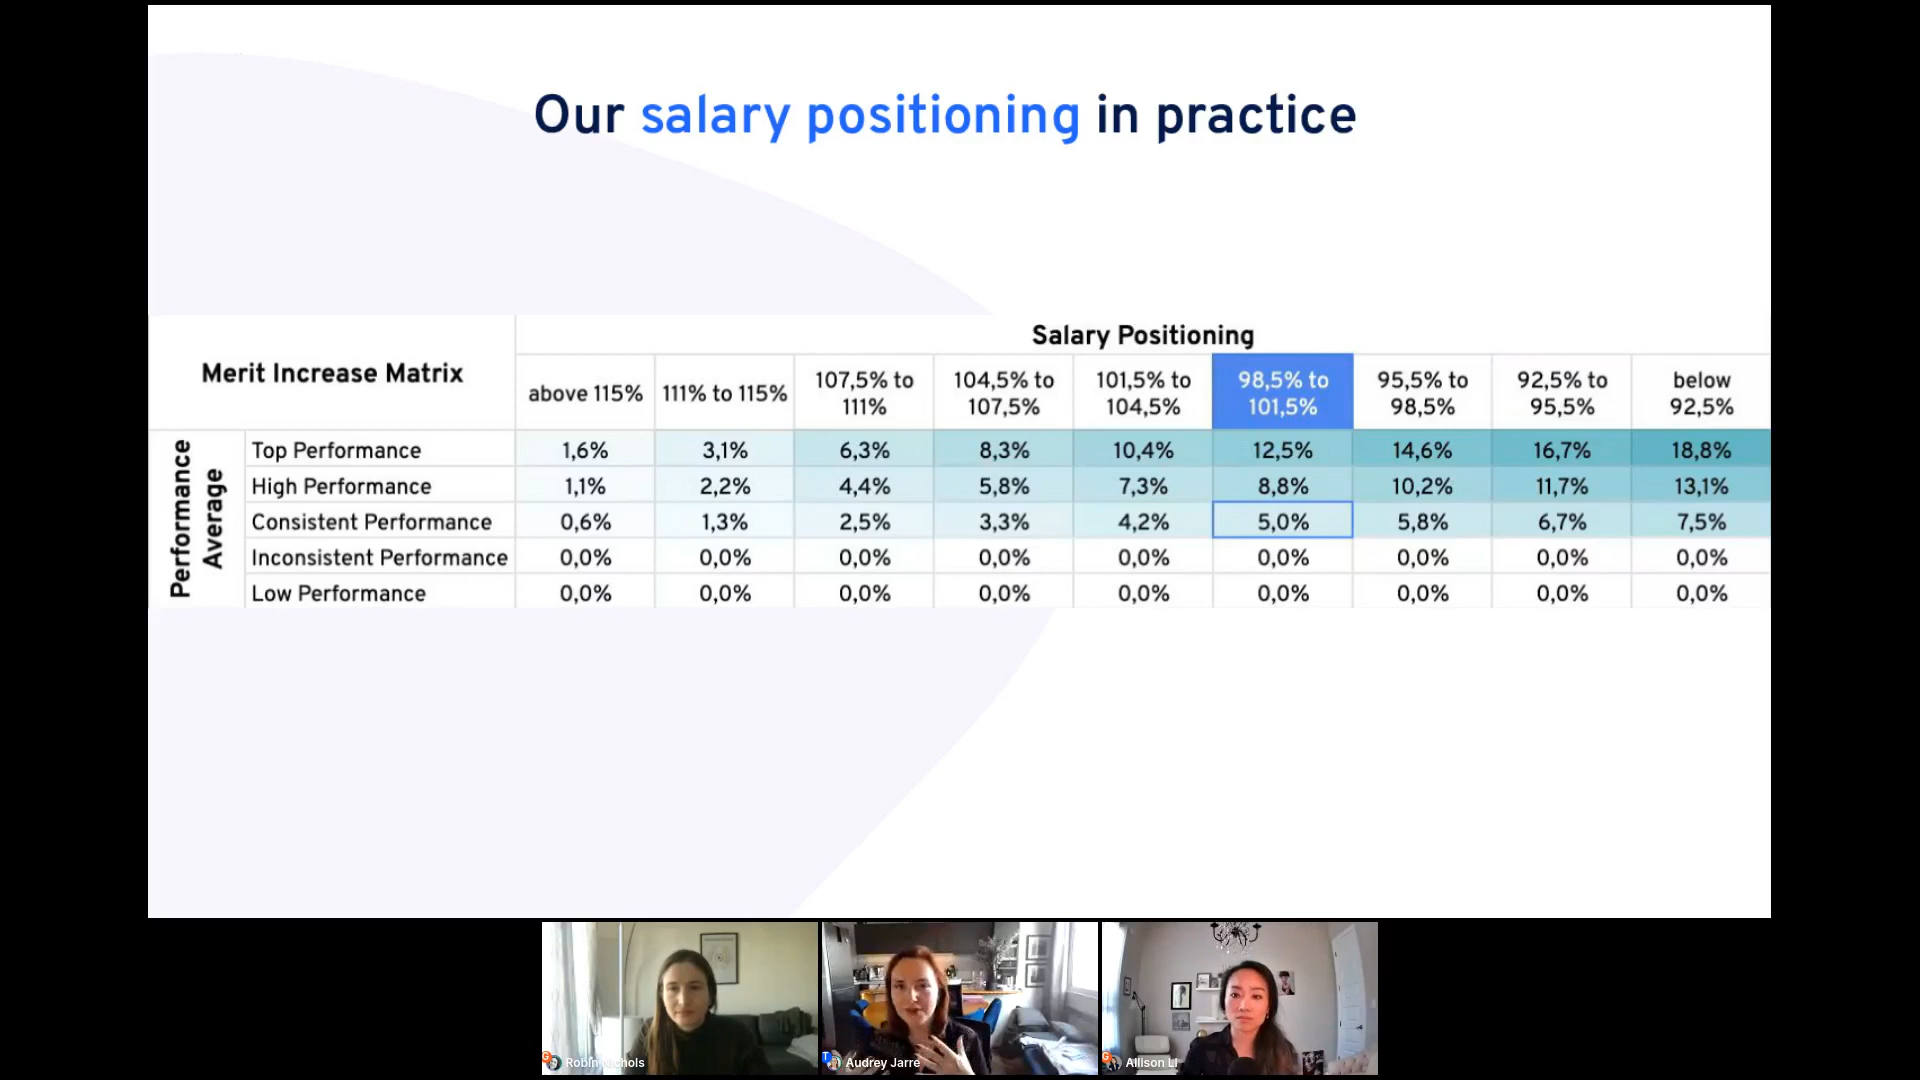 Our salary positioning in practice
Merit Increase Matrix
Salary Positioning
above 115%
111% to 115%
107,5% to
111%
104,5% to
107,5%
101,5% to
104,5%
98,5% to
101,5%
95,5% to
98,5%
92,5% to
95,5%
below
92,5%
Performance
Average
Top Performance 1,6% 3,1% 6,3% 8,3% 10,4% 12,5% 14,6% 16,7% 18,8%
High Performance 1,1% 2,2% 4,4% 5,8% 7,3% 8,8% 10,2% 11,7% 13,1%
Consistent Performance 0,6% 1,3% 2,5% 3,3% 4,2% 5,0% 5,8% 6,7% 7,5%
Inconsistent Performance 0,0% 0,0% 0,0% 0,0% 0,0% 0,0% 0,0% 0,0% 0,0%
Low Performance 0,0% 0,0% 0,0% 0,0% 0,0% 0,0% 0,0% 0,0% 0,0%
Robin Nichols
Audrey Jarre
Allison Li